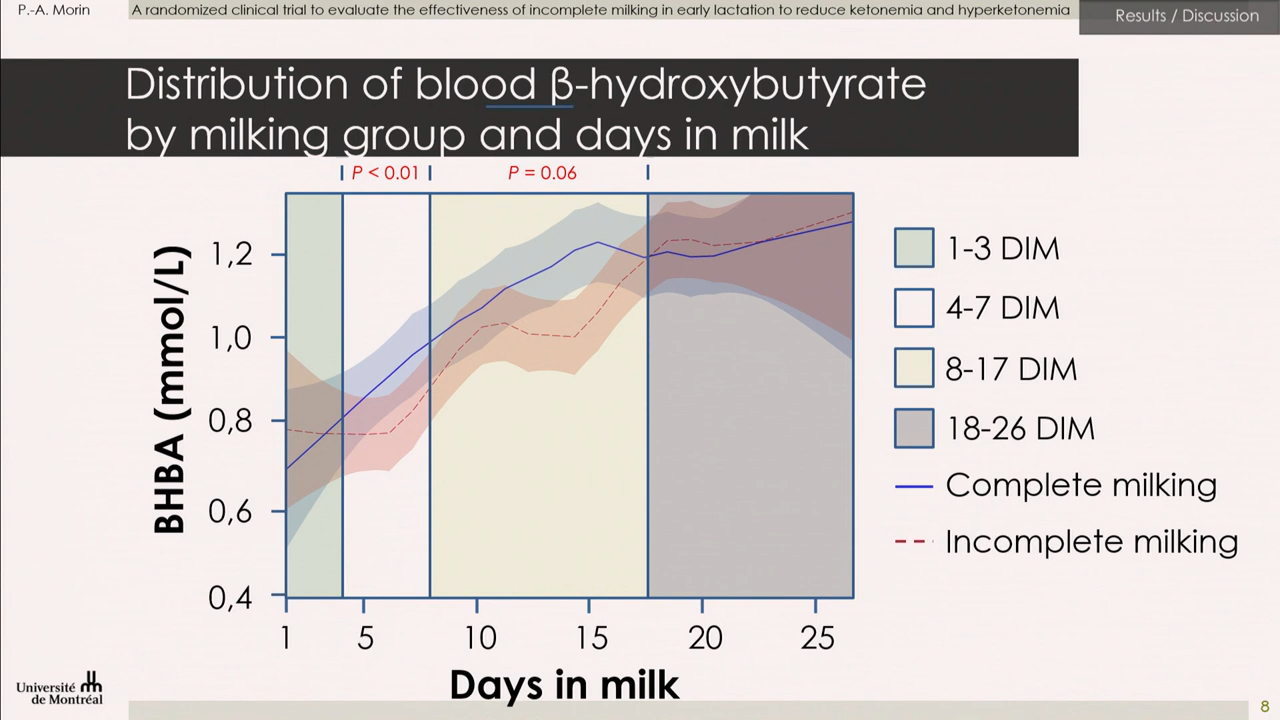 P.-A. Morin
A randomized clinical trial to evaluate the effectiveness of incomplete milking in early lactation to reduce ketonemia and hyperketonemia
Results / Discussion
Distribution of blood β-hydroxybutyrate
by milking group and days in milk
P < 0.01
P = 0.06
BHBA (mmol/L)
1,2
1,0
0,8
0,6
0,4
1 5 10 15 20 25
Days in milk
1-3 DIM
4-7 DIM
8-17 DIM
18-26 DIM
Complete milking
Incomplete milking
Université
de Montréal
8